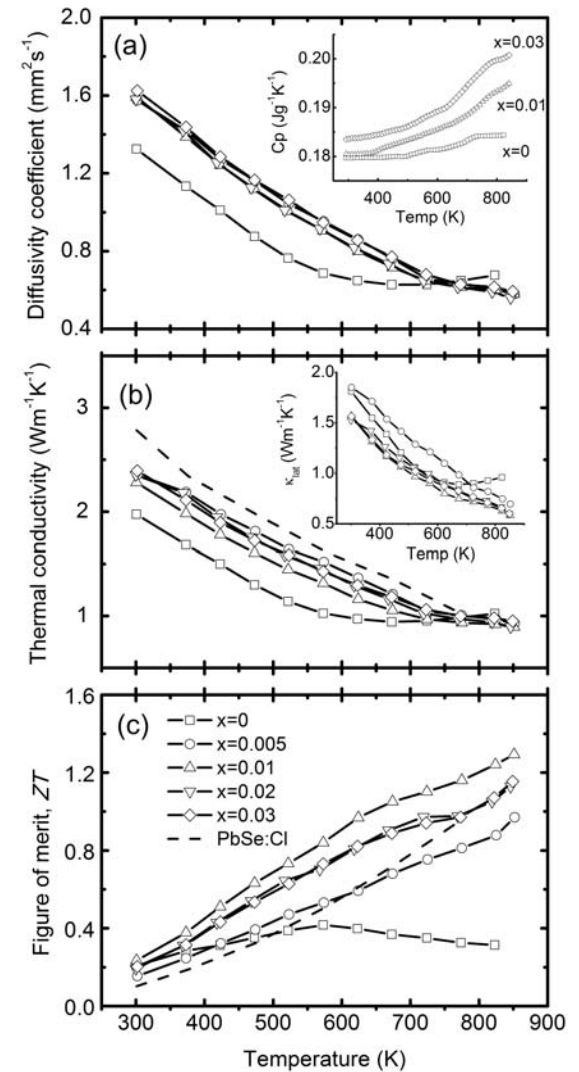 (a)
Diffusivity coefficient (mm²s⁻¹)
2.0
1.6
1.2
0.8
0.4
Cp (Jg⁻¹K⁻¹)
0.20
0.19
0.18
x=0.03
x=0.01
x=0
400 600 800
Temp (K)
(b)
Thermal conductivity (Wm⁻¹K⁻¹)
3
2
1
κlat (Wm⁻¹K⁻¹)
2.0
1.5
1.0
0.5
400 600 800
Temp (K)
(c)
Figure of merit, ZT
1.6
1.2
0.8
0.4
0.0
x=0
x=0.005
x=0.01
x=0.02
x=0.03
PbSe:Cl
300 400 500 600 700 800 900
Temperature (K)